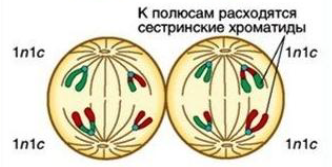 К полюсам расходятся
сестринские хроматиды
1n1c 1n1c
1n1c 1n1c